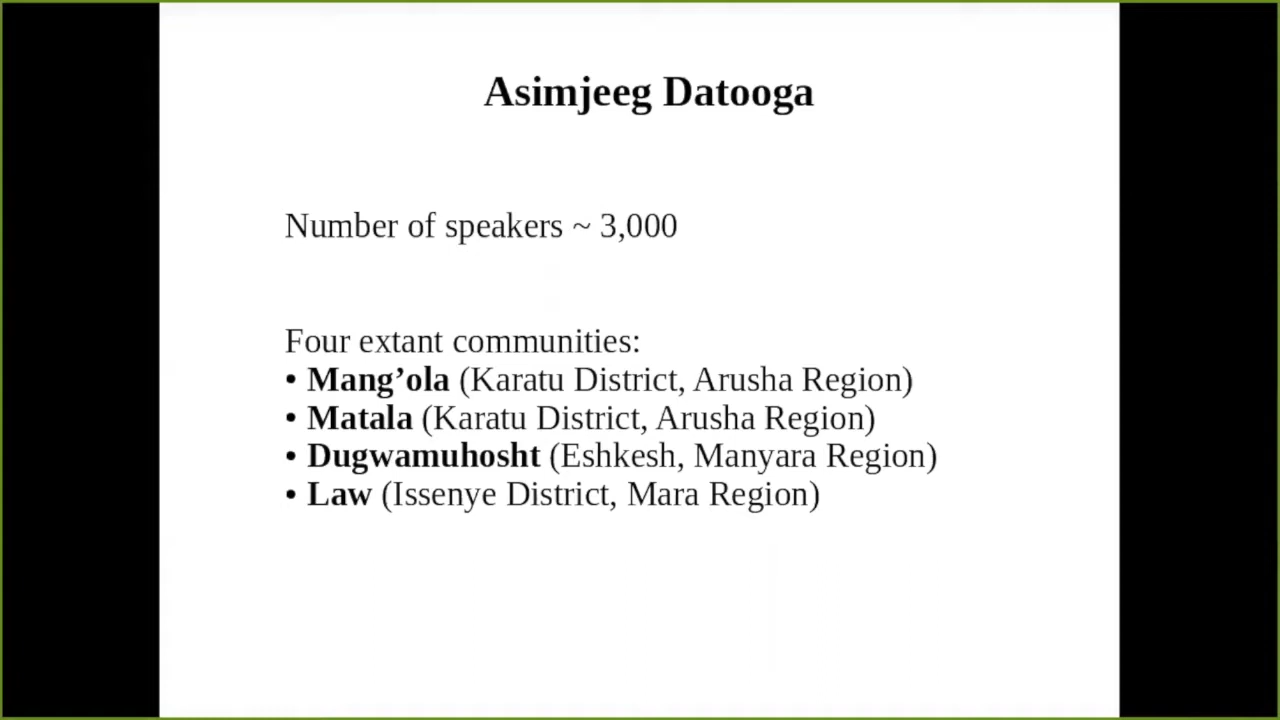 Asimjeeg Datooga
Number of speakers ~ 3,000
Four extant communities:
• Mang’ola (Karatu District, Arusha Region)
• Matala (Karatu District, Arusha Region)
• Dugwamuhosht (Eshkesh, Manyara Region)
• Law (Issenye District, Mara Region)